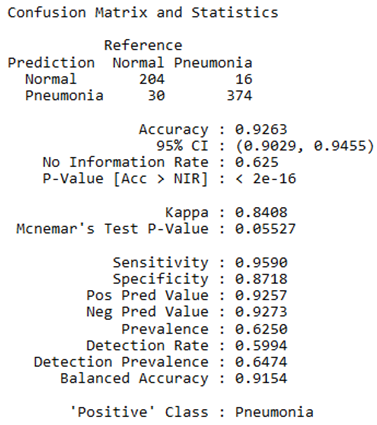 Confusion Matrix and Statistics
Reference
Prediction Normal Pneumonia
Normal 204 16
Pneumonia 30 374
Accuracy : 0.9263
95% CI : (0.9029, 0.9455)
No Information Rate : 0.625
P-Value [Acc > NIR] : < 2e-16
Kappa : 0.8408
Mcnemar's Test P-Value : 0.05527
Sensitivity : 0.9590
Specificity : 0.8718
Pos Pred Value : 0.9257
Neg Pred Value : 0.9273
Prevalence : 0.6250
Detection Rate : 0.5994
Detection Prevalence : 0.6474
Balanced Accuracy : 0.9154
'Positive' Class : Pneumonia